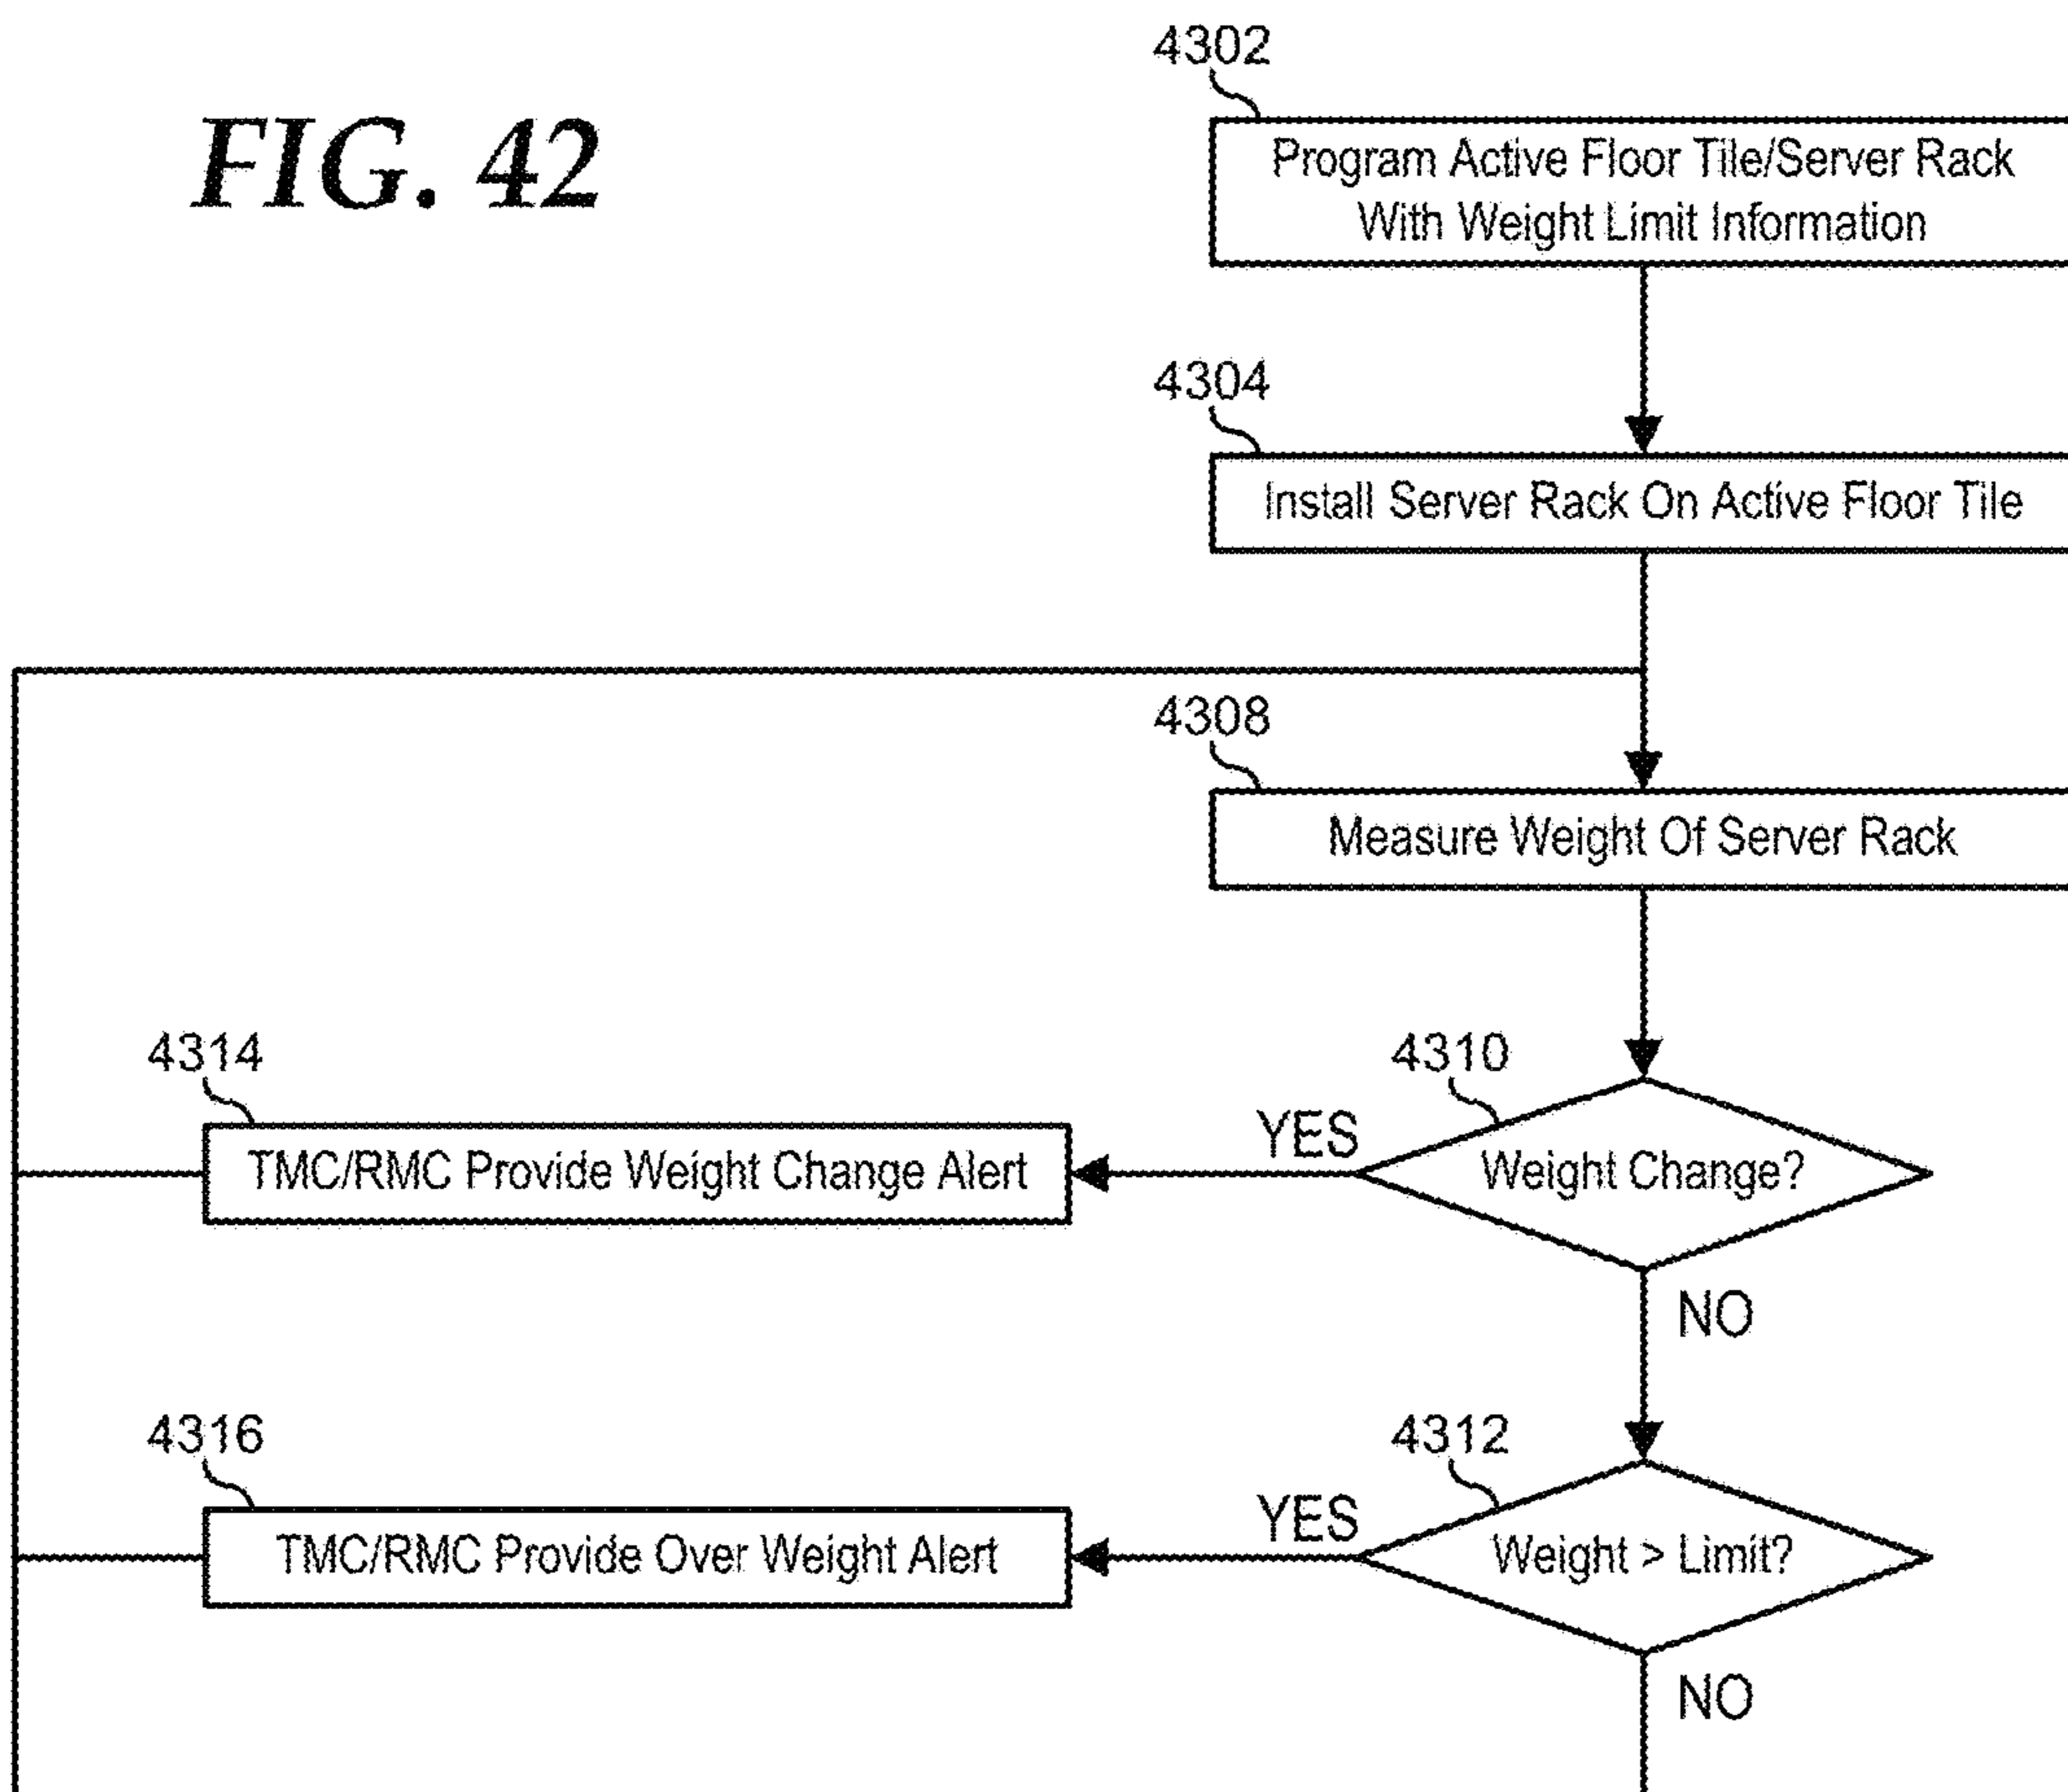 FIG. 42
4302
Program Active Floor Tile/Server Rack
With Weight Limit Information
4304
Install Server Rack On Active Floor Tile
4308
Measure Weight Of Server Rack
4314
4310
TMC/RMC Provide Weight Change Alert
YES
Weight Change?
NO
4316
4312
TMC/RMC Provide Over Weight Alert
YES
Weight > Limit?
NO